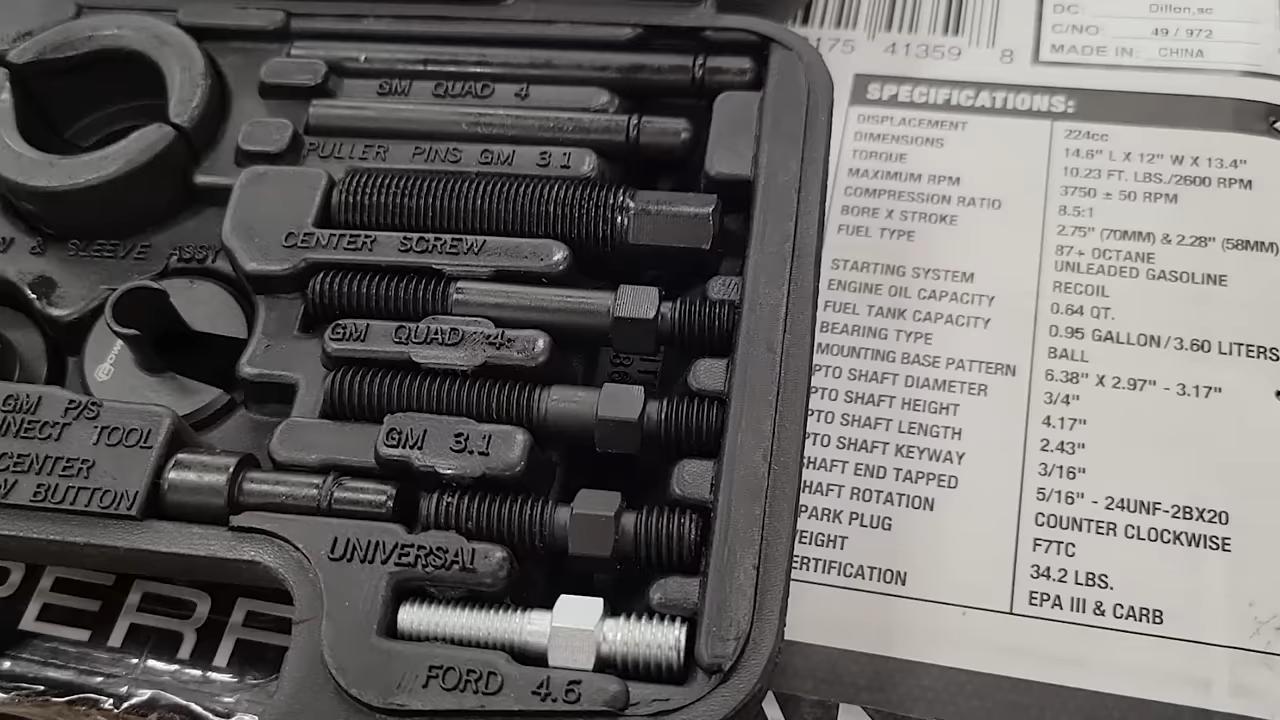 GM QUAD 4
PULLER PINS GM 3.1
CENTER SCREW
& SLEEVE ASSY
GM QUAD 4
GM 3.1
GM P/S
TOOL
CENTER
BUTTON
UNIVERSAL
FORD 4.6
PERF
175 41359 8
DC: Dillon,sc
C/NO: 49 / 972
MADE IN: CHINA
SPECIFICATIONS:
DISPLACEMENT 224cc
DIMENSIONS 14.6" L X 12" W X 13.4"
TORQUE 10.23 FT. LBS./2600 RPM
MAXIMUM RPM 3750 ± 50 RPM
COMPRESSION RATIO 8.5:1
BORE X STROKE 2.75" (70MM) & 2.28" (58MM)
FUEL TYPE 87+ OCTANE
UNLEADED GASOLINE
STARTING SYSTEM RECOIL
ENGINE OIL CAPACITY 0.64 QT.
FUEL TANK CAPACITY 0.95 GALLON/3.60 LITERS
BEARING TYPE BALL
MOUNTING BASE PATTERN 6.38" X 2.97" - 3.17"
PTO SHAFT DIAMETER 3/4"
PTO SHAFT HEIGHT 4.17"
PTO SHAFT LENGTH 2.43"
PTO SHAFT KEYWAY 3/16"
SHAFT END TAPPED 5/16" - 24UNF-2BX20
HAFT ROTATION COUNTER CLOCKWISE
PARK PLUG F7TC
EIGHT 34.2 LBS.
ERTIFICATION EPA III & CARB